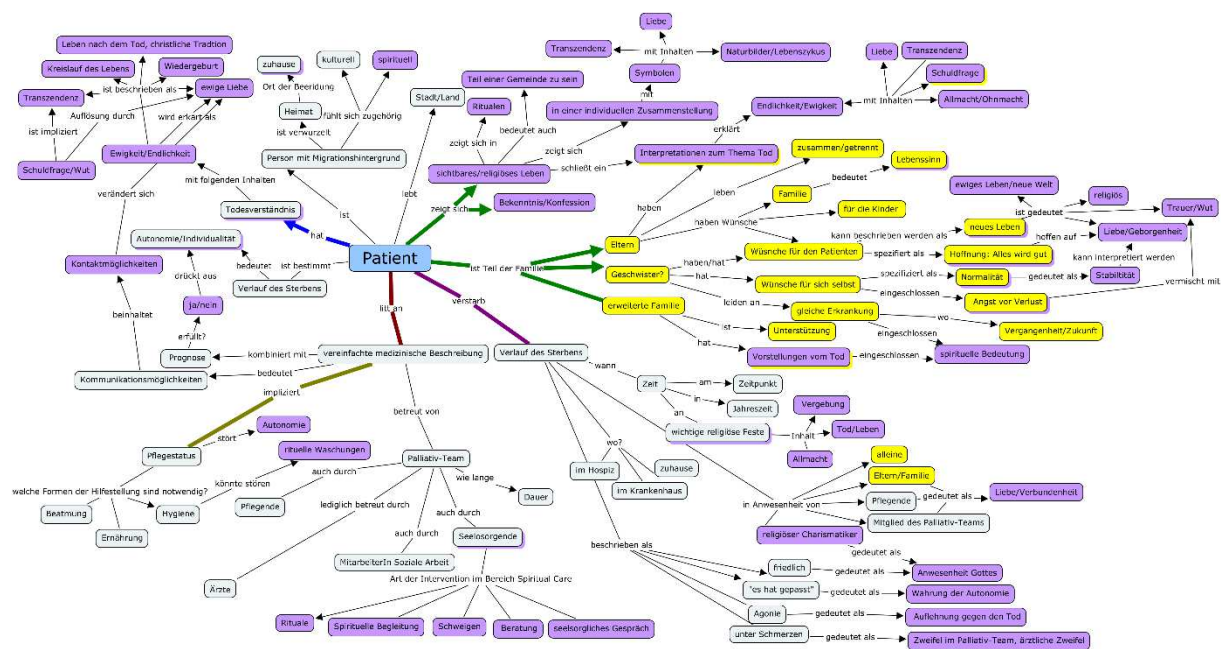 Leben nach dem Tod, christliche Tradtion
Kreislauf des Lebens
Wiedergeburt
ist beschrieben als
Transzendenz
ewige Liebe
Auflösung durch
wird erkärt als
ist impliziert
Ewigkeit/Endlichkeit
Schuldfrage/Wut
mit folgenden Inhalten
verändert sich
Todesverständnis
hat
zuhause
kulturell
spirituell
Ort der Beeridung
Heimat
fühlt sich zugehörig
ist verwurzelt
Person mit Migrationshintergrund
ist
Stadt/Land
lebt
Liebe
Transzendenz
mit Inhalten
Naturbilder/Lebenszykus
Symbolen
Teil einer Gemeinde zu sein
mit
Ritualen
in einer individuellen Zusammenstellung
bedeutet auch
zeigt sich in
zeigt sich
sichtbares/religiöses Leben
schließt ein
Interpretationen zum Thema Tod
erklärt
Endlichkeit/Ewigkeit
mit Inhalten
Liebe
Transzendenz
Schuldfrage
Allmacht/Ohnmacht
zeigt sich
Bekenntnis/Konfession
Patient
Autonomie/Individualität
bedeutet
ist bestimmt
Verlauf des Sterbens
Kontaktmöglichkeiten
drückt aus
ja/nein
beinhaltet
erfüllt?
Prognose
kombiniert mit
Kommunikationsmöglichkeiten
bedeutet
litt an
vereinfachte medizinische Beschreibung
verstarb
ist Teil der Familie
Eltern
haben
leben
zusammen/getrennt
haben Wünsche
Familie
bedeutet
Lebenssinn
für die Kinder
Geschwister?
haben/hat
Wüsnche für den Patienten
kann beschrieben werden als
neues Leben
ist gedeutet
ewiges Leben/neue Welt
religiös
Trauer/Wut
Liebe/Geborgenheit
spezifiert als
Hoffnung: Alles wird gut
hoffen auf
kann interpretiert werden
hat
Wünsche für sich selbst
spezifiziert als
Normalität
gedeutet als
Stabiltität
eingeschlossen
Angst vor Verlust
vermischt mit
leiden an
gleiche Erkrankung
wo
Vergangenheit/Zukunft
eingeschlossen
spirituelle Bedeutung
erweiterte Familie
ist
Unterstützung
hat
Vorstellungen vom Tod
eingeschlossen
impliziert
Pflegestatus
stört
Autonomie
welche Formen der Hilfestellung sind notwendig?
Beatmung
Ernährung
Hygiene
könnte stören
rituelle Waschungen
betreut von
Palliativ-Team
auch durch
Pflegende
lediglich betreut durch
Ärzte
auch durch
MitarbeiterIn Soziale Arbeit
auch durch
Seelosorgende
wie lange
Dauer
Art der Intervention im Bereich Spiritual Care
Rituale
Spirituelle Begleitung
Schweigen
Beratung
seelsorgliches Gespräch
Verlauf des Sterbens
wann
Zeit
am
Zeitpunkt
in
Jahreszeit
an
wichtige religiöse Feste
Inhalt
Vergebung
Tod/Leben
Allmacht
wo?
im Hospiz
zuhause
im Krankenhaus
in Anwesenheit von
alleine
Eltern/Familie
Pflegende
Mitglied des Palliativ-Teams
gedeutet als
Liebe/Verbundenheit
religiöser Charismatiker
gedeutet als
Anwesenheit Gottes
beschrieben als
friedlich
gedeutet als
"es hat gepasst"
gedeutet als
Wahrung der Autonomie
Agonie
gedeutet als
Auflehnung gegen den Tod
unter Schmerzen
gedeutet als
Zweifel im Palliativ-Team, ärztliche Zweifel